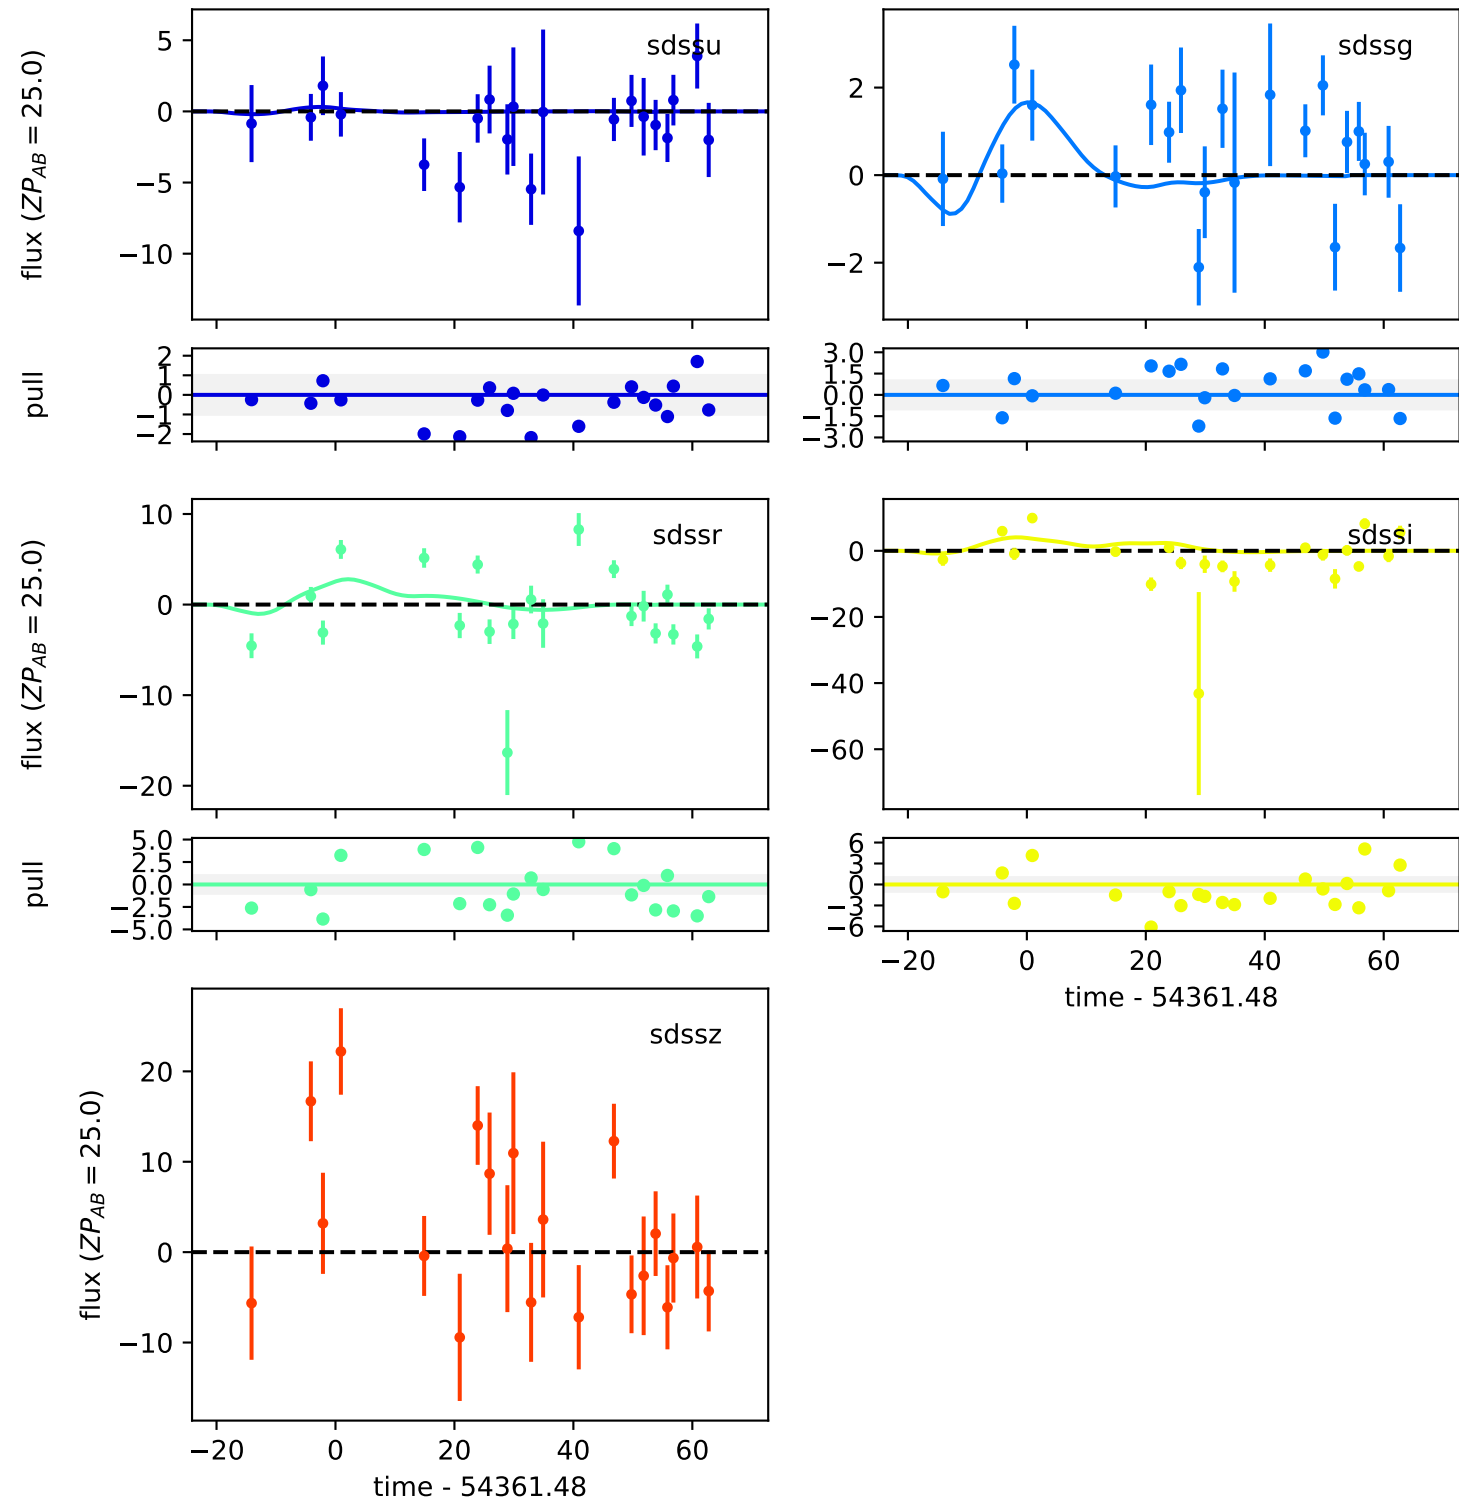 sdssu
flux (ZP_AB = 25.0)
5
0
−5
−10
sdssg
2
0
−2
pull
2
1
0
−1
−2
3.0
1.5
0.0
−1.5
−3.0
sdssr
flux (ZP_AB = 25.0)
10
0
−10
−20
sdssi
0
−20
−40
−60
pull
5.0
2.5
0.0
−2.5
−5.0
6
3
0
−3
−6
−20 0 20 40 60
time - 54361.48
sdssz
flux (ZP_AB = 25.0)
20
10
0
−10
−20 0 20 40 60
time - 54361.48